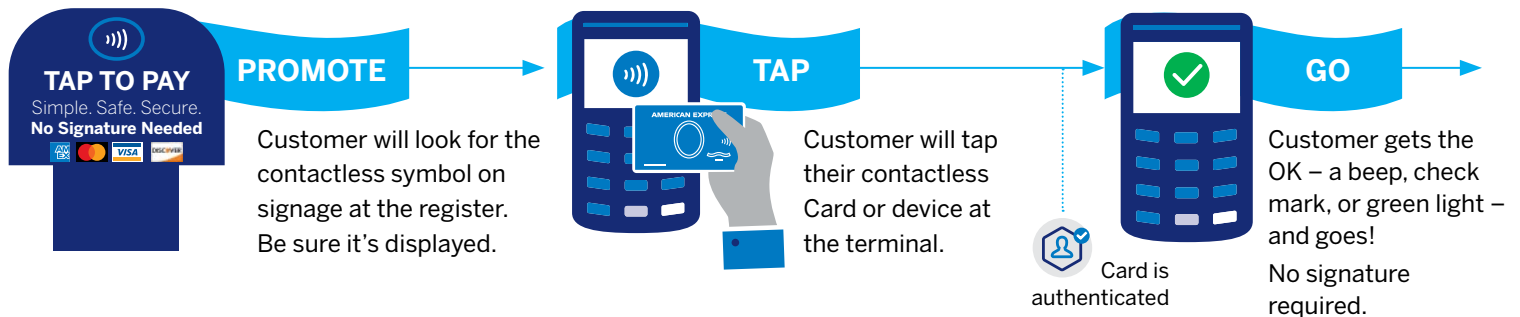 TAP TO PAY
Simple. Safe. Secure.
No Signature Needed
AM
EX
VISA
DISCOVER
PROMOTE
Customer will look for the
contactless symbol on
signage at the register.
Be sure it's displayed.
AMERICAN EXPR
TAP
Customer will tap
their contactless
Card or device at
the terminal.
Card is
authenticated
GO
Customer gets the
OK – a beep, check
mark, or green light –
and goes!
No signature
required.